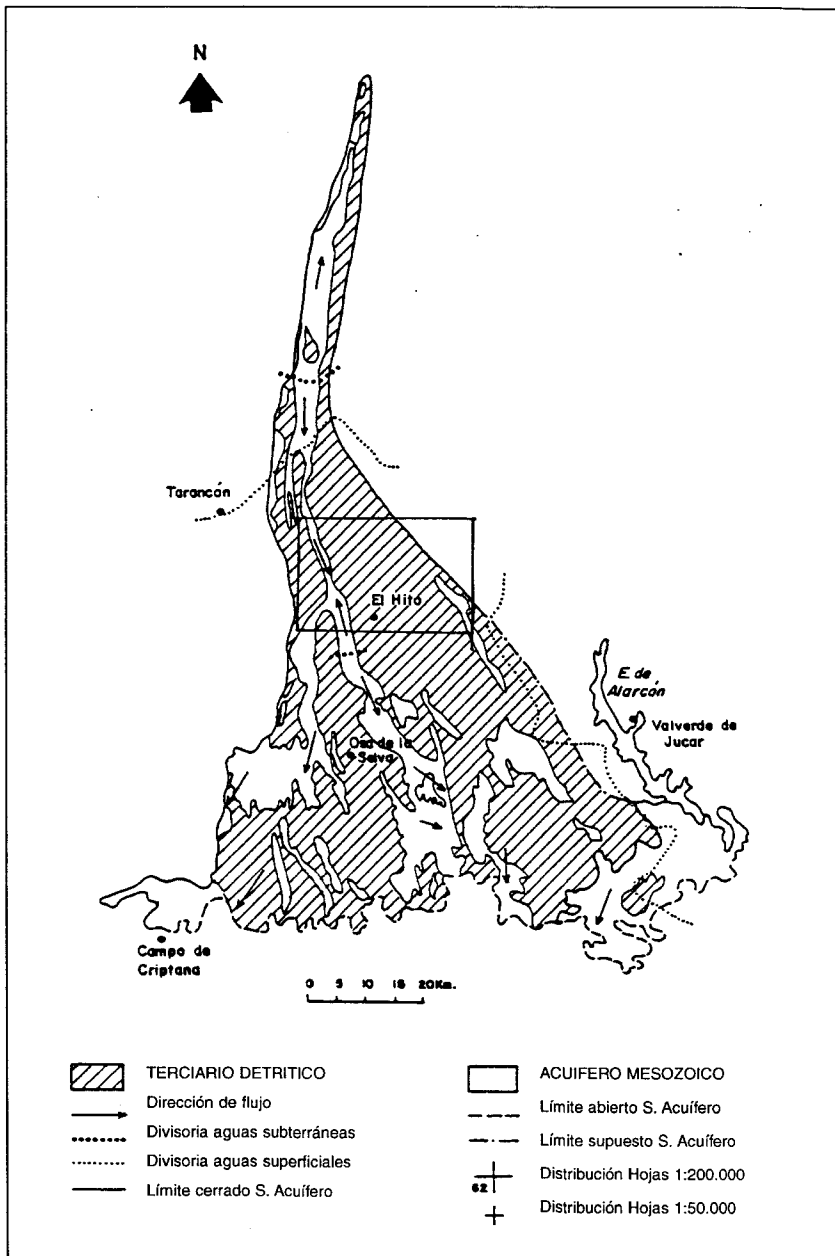 N
Tarancón
El Hito
E. de
Alarcón
Valverde de
Jucar
Osa de la
Selva
Campo de
Criptana
0 5 10 15 20 Km.
TERCIARIO DETRITICO
Dirección de flujo
Divisoria aguas subterráneas
Divisoria aguas superficiales
Límite cerrado S. Acuífero
ACUIFERO MESOZOICO
Límite abierto S. Acuífero
Límite supuesto S. Acuífero
62
Distribución Hojas 1:200.000
Distribución Hojas 1:50.000